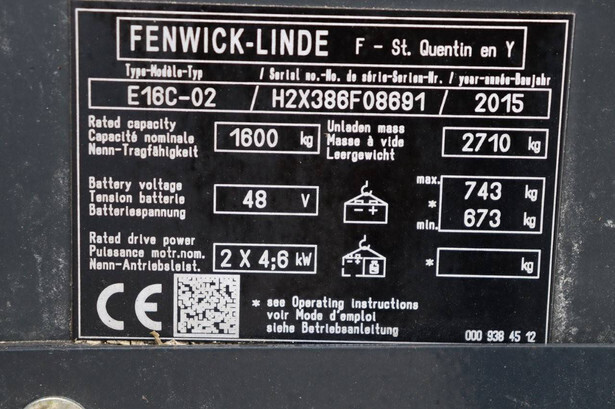 FENWICK-LINDE F - St. Quentin en Y
Type-Modèle-Typ / Serial no.-No. de série-Serien-Nr. / year-année-Baujahr
E16C-02 / H2X386F08691 / 2015
Rated capacity
Capacité nominale
Nenn-Tragfähigkeit
1600 kg
Unladen mass
Masse à vide
Leergewicht
2710 kg
Battery voltage
Tension batterie
Batteriespannung
48 V
max. 743 kg
*
min. 673 kg
Rated drive power
Puissance motr.nom.
Nenn-Antriebsleist.
2 X 4;6 kW
* kg
CE
* see Operating instructions
voir Mode d'emploi
siehe Betriebsanleitung
000 938 45 12